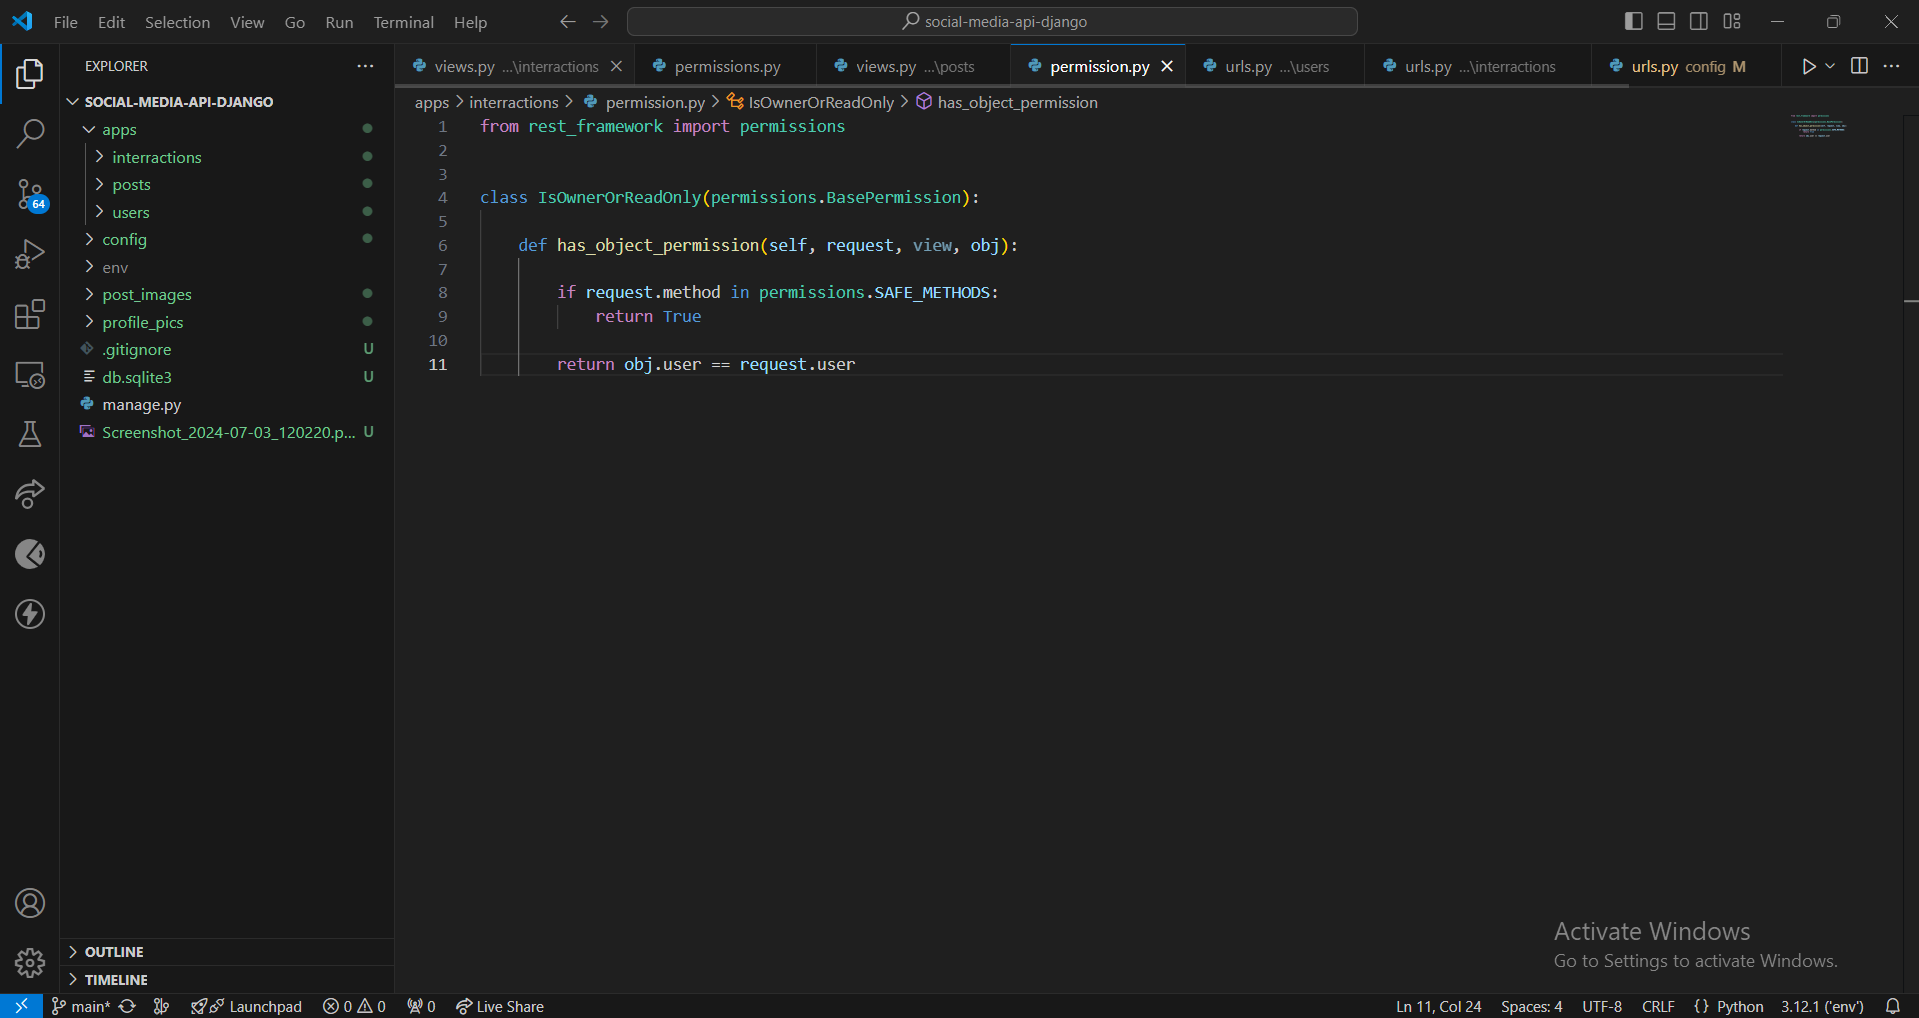 File Edit Selection View Go Run Terminal Help
social-media-api-django
EXPLORER
views.py ...\interractions
permissions.py
views.py ...\posts
permission.py
urls.py ...\users
urls.py ...\interractions
urls.py config M
SOCIAL-MEDIA-API-DJANGO
apps
interractions
posts
users
config
env
post_images
profile_pics
.gitignore U
db.sqlite3 U
manage.py
Screenshot_2024-07-03_120220.p... U
64
OUTLINE
TIMELINE
apps > interractions > permission.py > IsOwnerOrReadOnly > has_object_permission
1 from rest_framework import permissions
2
3
4 class IsOwnerOrReadOnly(permissions.BasePermission):
5
6 def has_object_permission(self, request, view, obj):
7
8 if request.method in permissions.SAFE_METHODS:
9 return True
10
11 return obj.user == request.user
Activate Windows
Go to Settings to activate Windows.
main* Launchpad 0 0 0 Live Share
Ln 11, Col 24 Spaces: 4 UTF-8 CRLF {} Python 3.12.1 ('env')